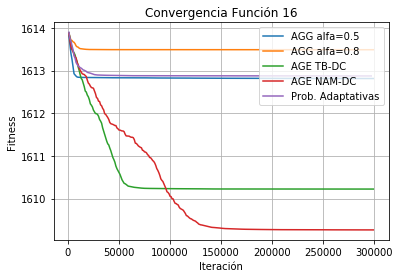 Convergencia Función 16
1614
1613
1612
1611
1610
Fitness
AGG alfa=0.5
AGG alfa=0.8
AGE TB-DC
AGE NAM-DC
Prob. Adaptativas
0 50000 100000 150000 200000 250000 300000
Iteración